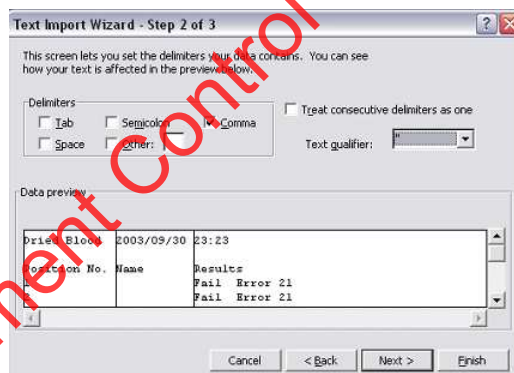 Text Import Wizard - Step 2 of 3
This screen lets you set the delimiters your data contains. You can see
how your text is affected in the preview below.
Delimiters
Tab Semicolon Comma
Space Other:
Treat consecutive delimiters as one
Text qualifier: "
Data preview
Dried Blood 2003/09/30 23:23
Position No. Name Results
Fail Error 21
Fail Error 21
Cancel < Back Next > Finish
ment Control